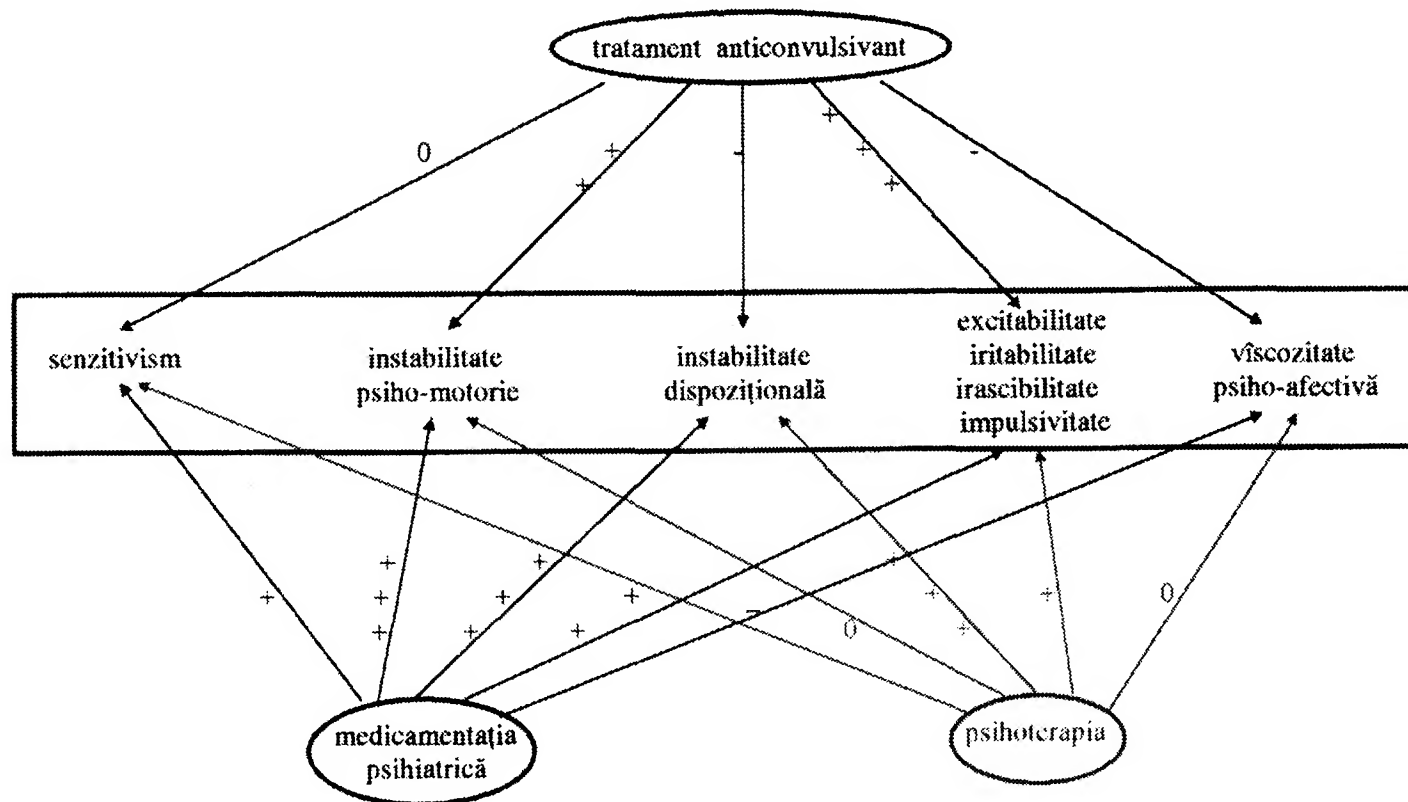 tratament anticonvulsivant
+
0 + - + -
+ +
senzitivism
instabilitate
psiho-motorie
instabilitate
dispozițională
excitabilitate
iritabilitate
irascibilitate
impulsivitate
vîscozitate
psiho-afectivă
+ + +
+ + + + - + + 0
+ + + 0 +
medicamentația
psihiatrică
psihoterapia